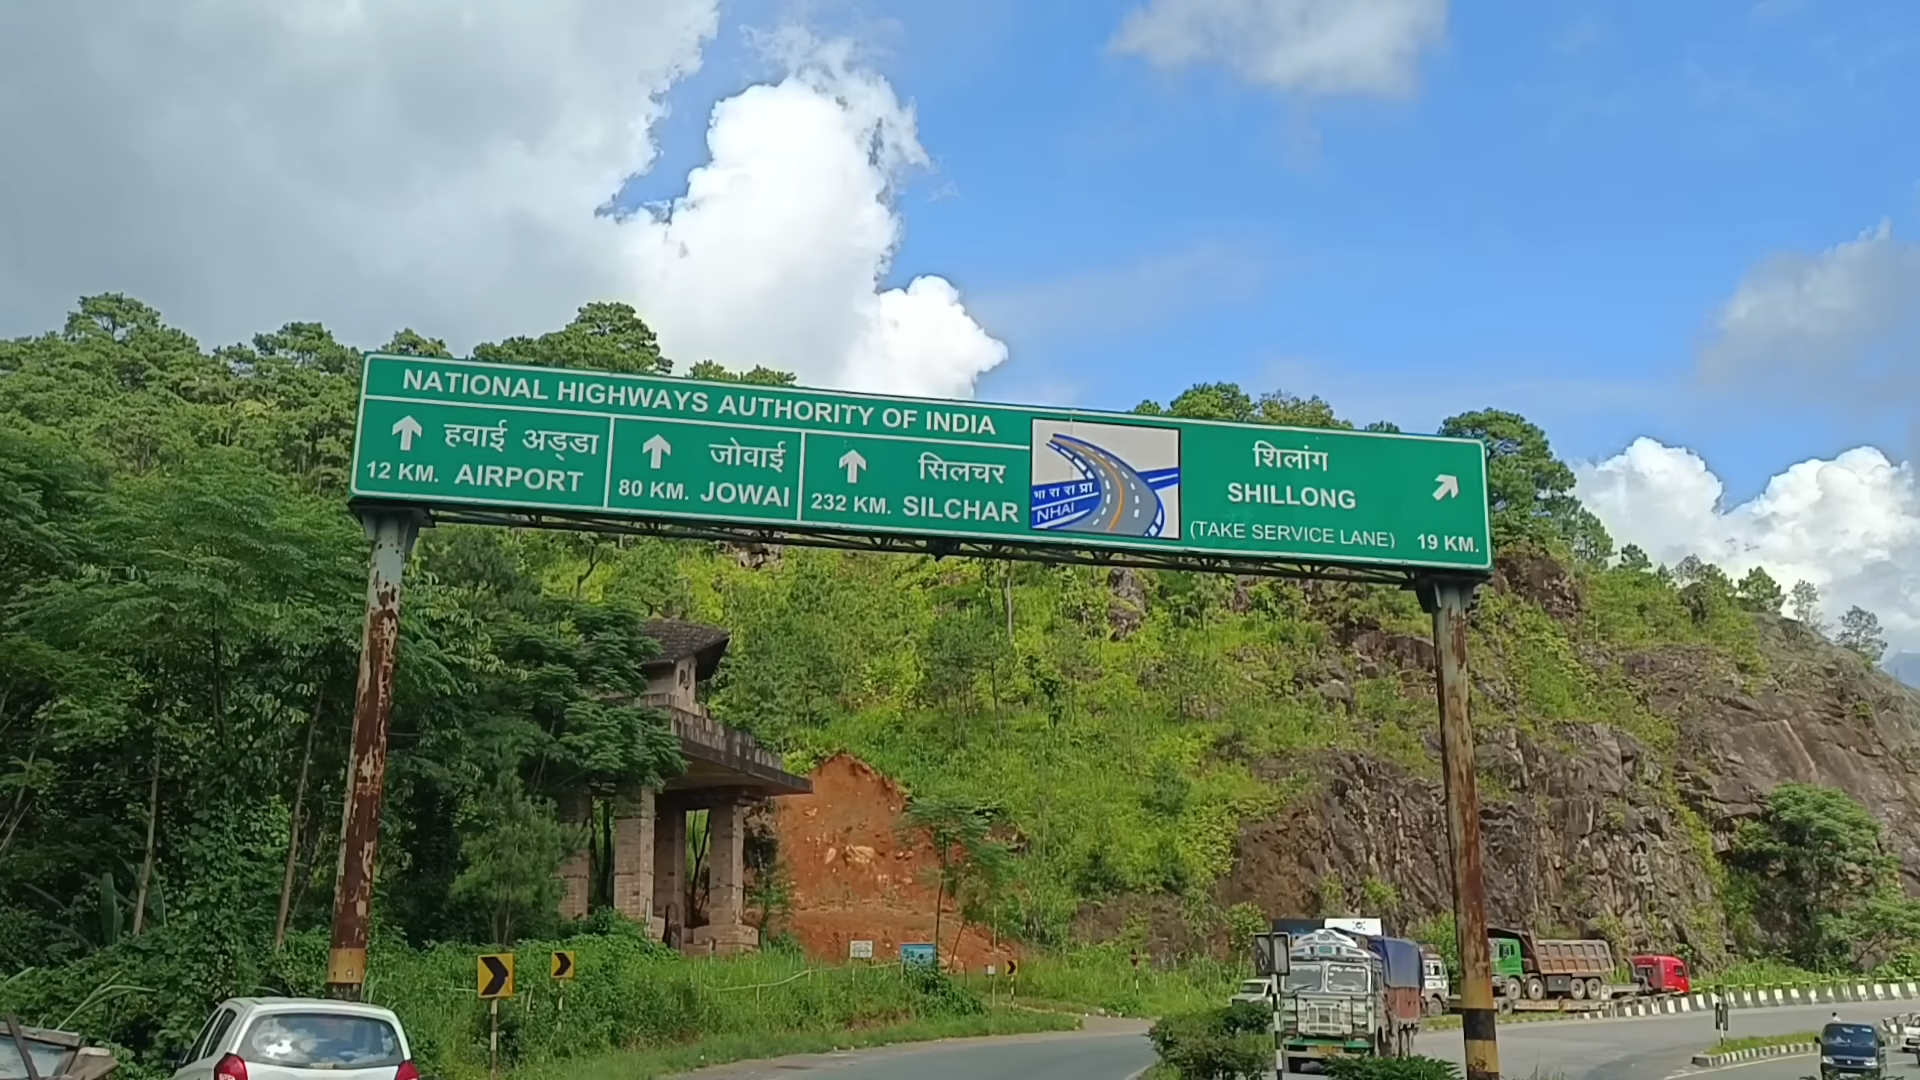 NATIONAL HIGHWAYS AUTHORITY OF INDIA
हवाई अड्डा
12 KM. AIRPORT
जोवाई
80 KM. JOWAI
सिलचर
232 KM. SILCHAR
भा रा रा प्रा
NHAI
शिलांग
SHILLONG
(TAKE SERVICE LANE) 19 KM.